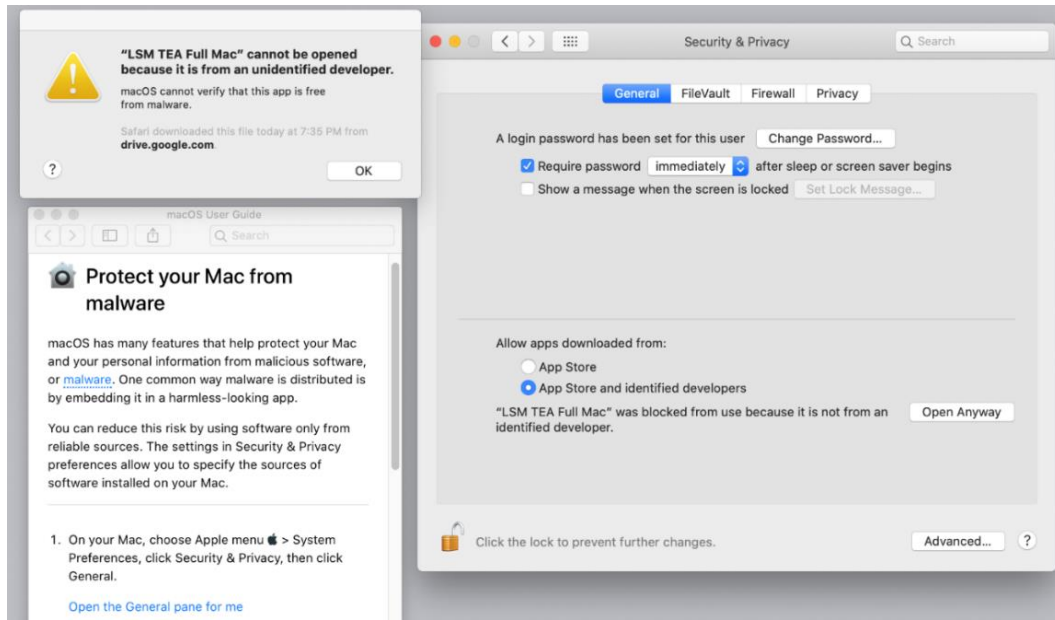 “LSM TEA Full Mac” cannot be opened
because it is from an unidentified developer.
macOS cannot verify that this app is free
from malware.
Safari downloaded this file today at 7:35 PM from
drive.google.com.
?
OK
macOS User Guide
Search
Protect your Mac from
malware
macOS has many features that help protect your Mac
and your personal information from malicious software,
or malware. One common way malware is distributed is
by embedding it in a harmless-looking app.
You can reduce this risk by using software only from
reliable sources. The settings in Security & Privacy
preferences allow you to specify the sources of
software installed on your Mac.
1. On your Mac, choose Apple menu > System
Preferences, click Security & Privacy, then click
General.
Open the General pane for me
Security & Privacy
Search
General FileVault Firewall Privacy
A login password has been set for this user Change Password...
Require password immediately after sleep or screen saver begins
Show a message when the screen is locked Set Lock Message...
Allow apps downloaded from:
App Store
App Store and identified developers
“LSM TEA Full Mac” was blocked from use because it is not from an
identified developer.
Open Anyway
Click the lock to prevent further changes.
Advanced...
?